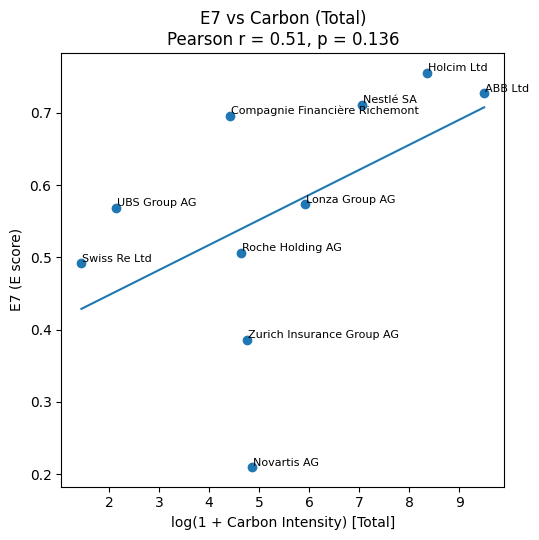 E7 vs Carbon (Total)
Pearson r = 0.51, p = 0.136
Holcim Ltd
ABB Ltd
Nestlé SA
Compagnie Financière Richemont
UBS Group AG
Lonza Group AG
Roche Holding AG
Swiss Re Ltd
Zurich Insurance Group AG
Novartis AG
0.7
0.6
0.5
0.4
0.3
0.2
E7 (E score)
2 3 4 5 6 7 8 9
log(1 + Carbon Intensity) [Total]